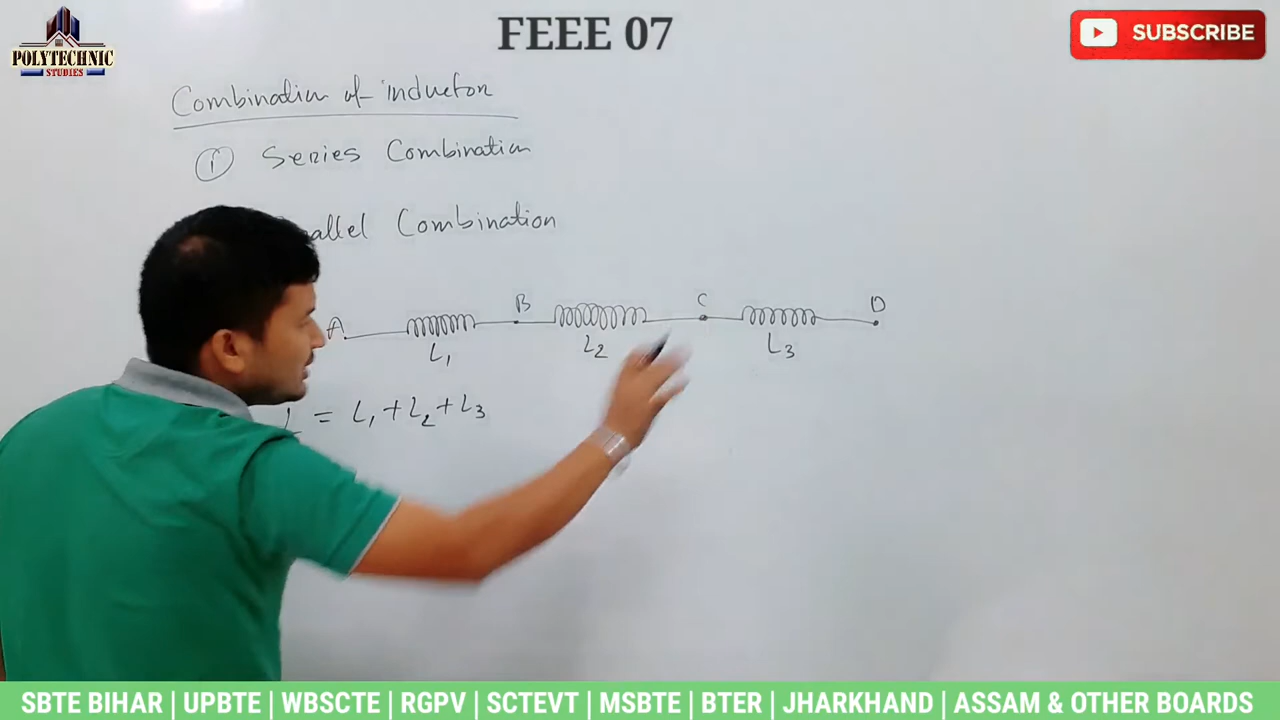 FEEE 07
POLYTECHNIC
STUDIES
SUBSCRIBE
Combination of inductor
① Series Combination
Combination
A B C D
L₁ L₂ L₃
L = L₁ + L₂ + L₃
SBTE BIHAR | UPBTE | WBSCTE | RGPV | SCTEVT | MSBTE | BTER | JHARKHAND | ASSAM & OTHER BOARDS